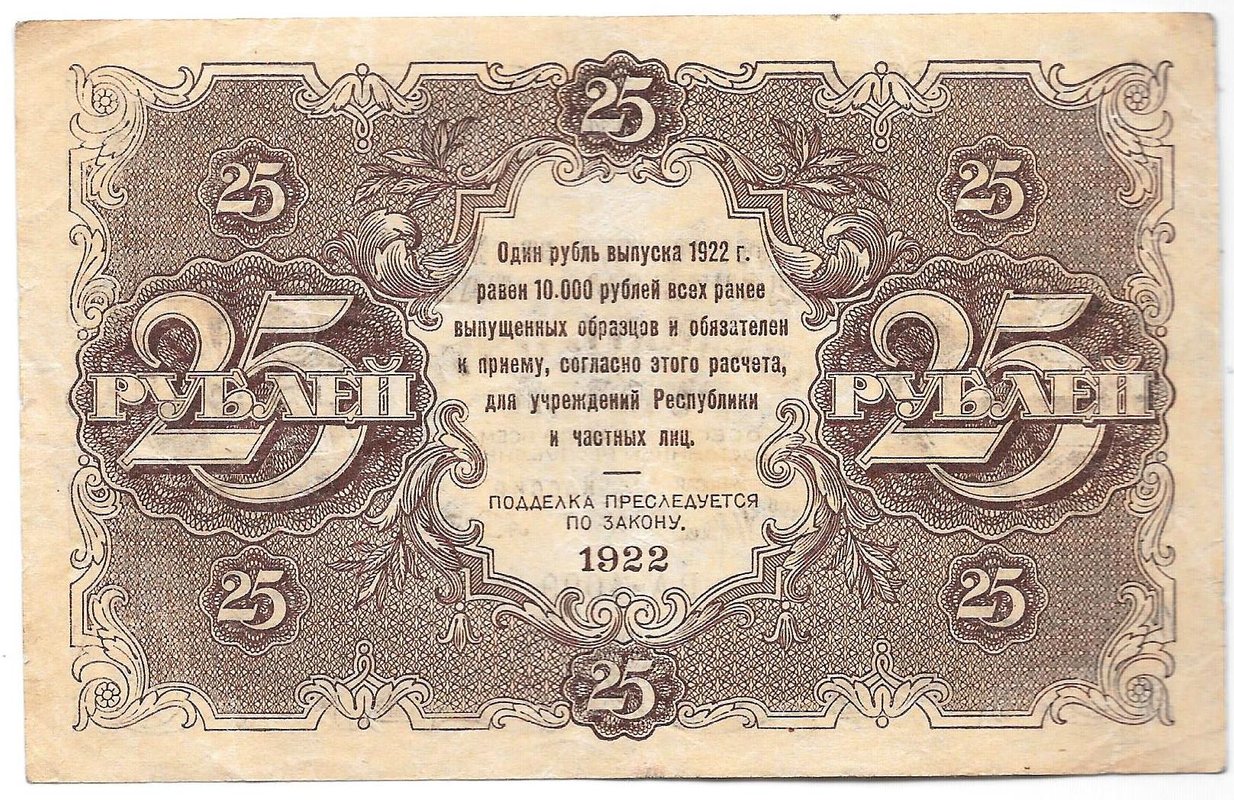 25
25
25
Один рубль выпуска 1922 г.
равен 10.000 рублей всех ранее
выпущенных образцов и обязателен
к приему, согласно этого расчета,
для учреждений Республики
и частных лиц.
25
РУБЛЕЙ
25
РУБЛЕЙ
ПОДДЕЛКА ПРЕСЛЕДУЕТСЯ
ПО ЗАКОНУ.
1922
25
25
25